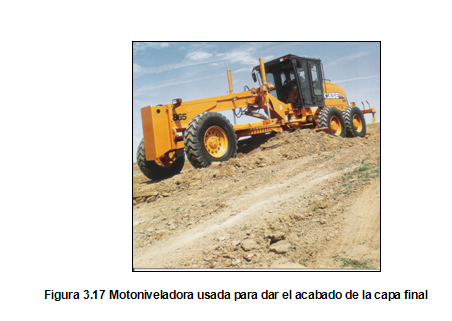 865
CASE
Figura 3.17 Motoniveladora usada para dar el acabado de la capa final